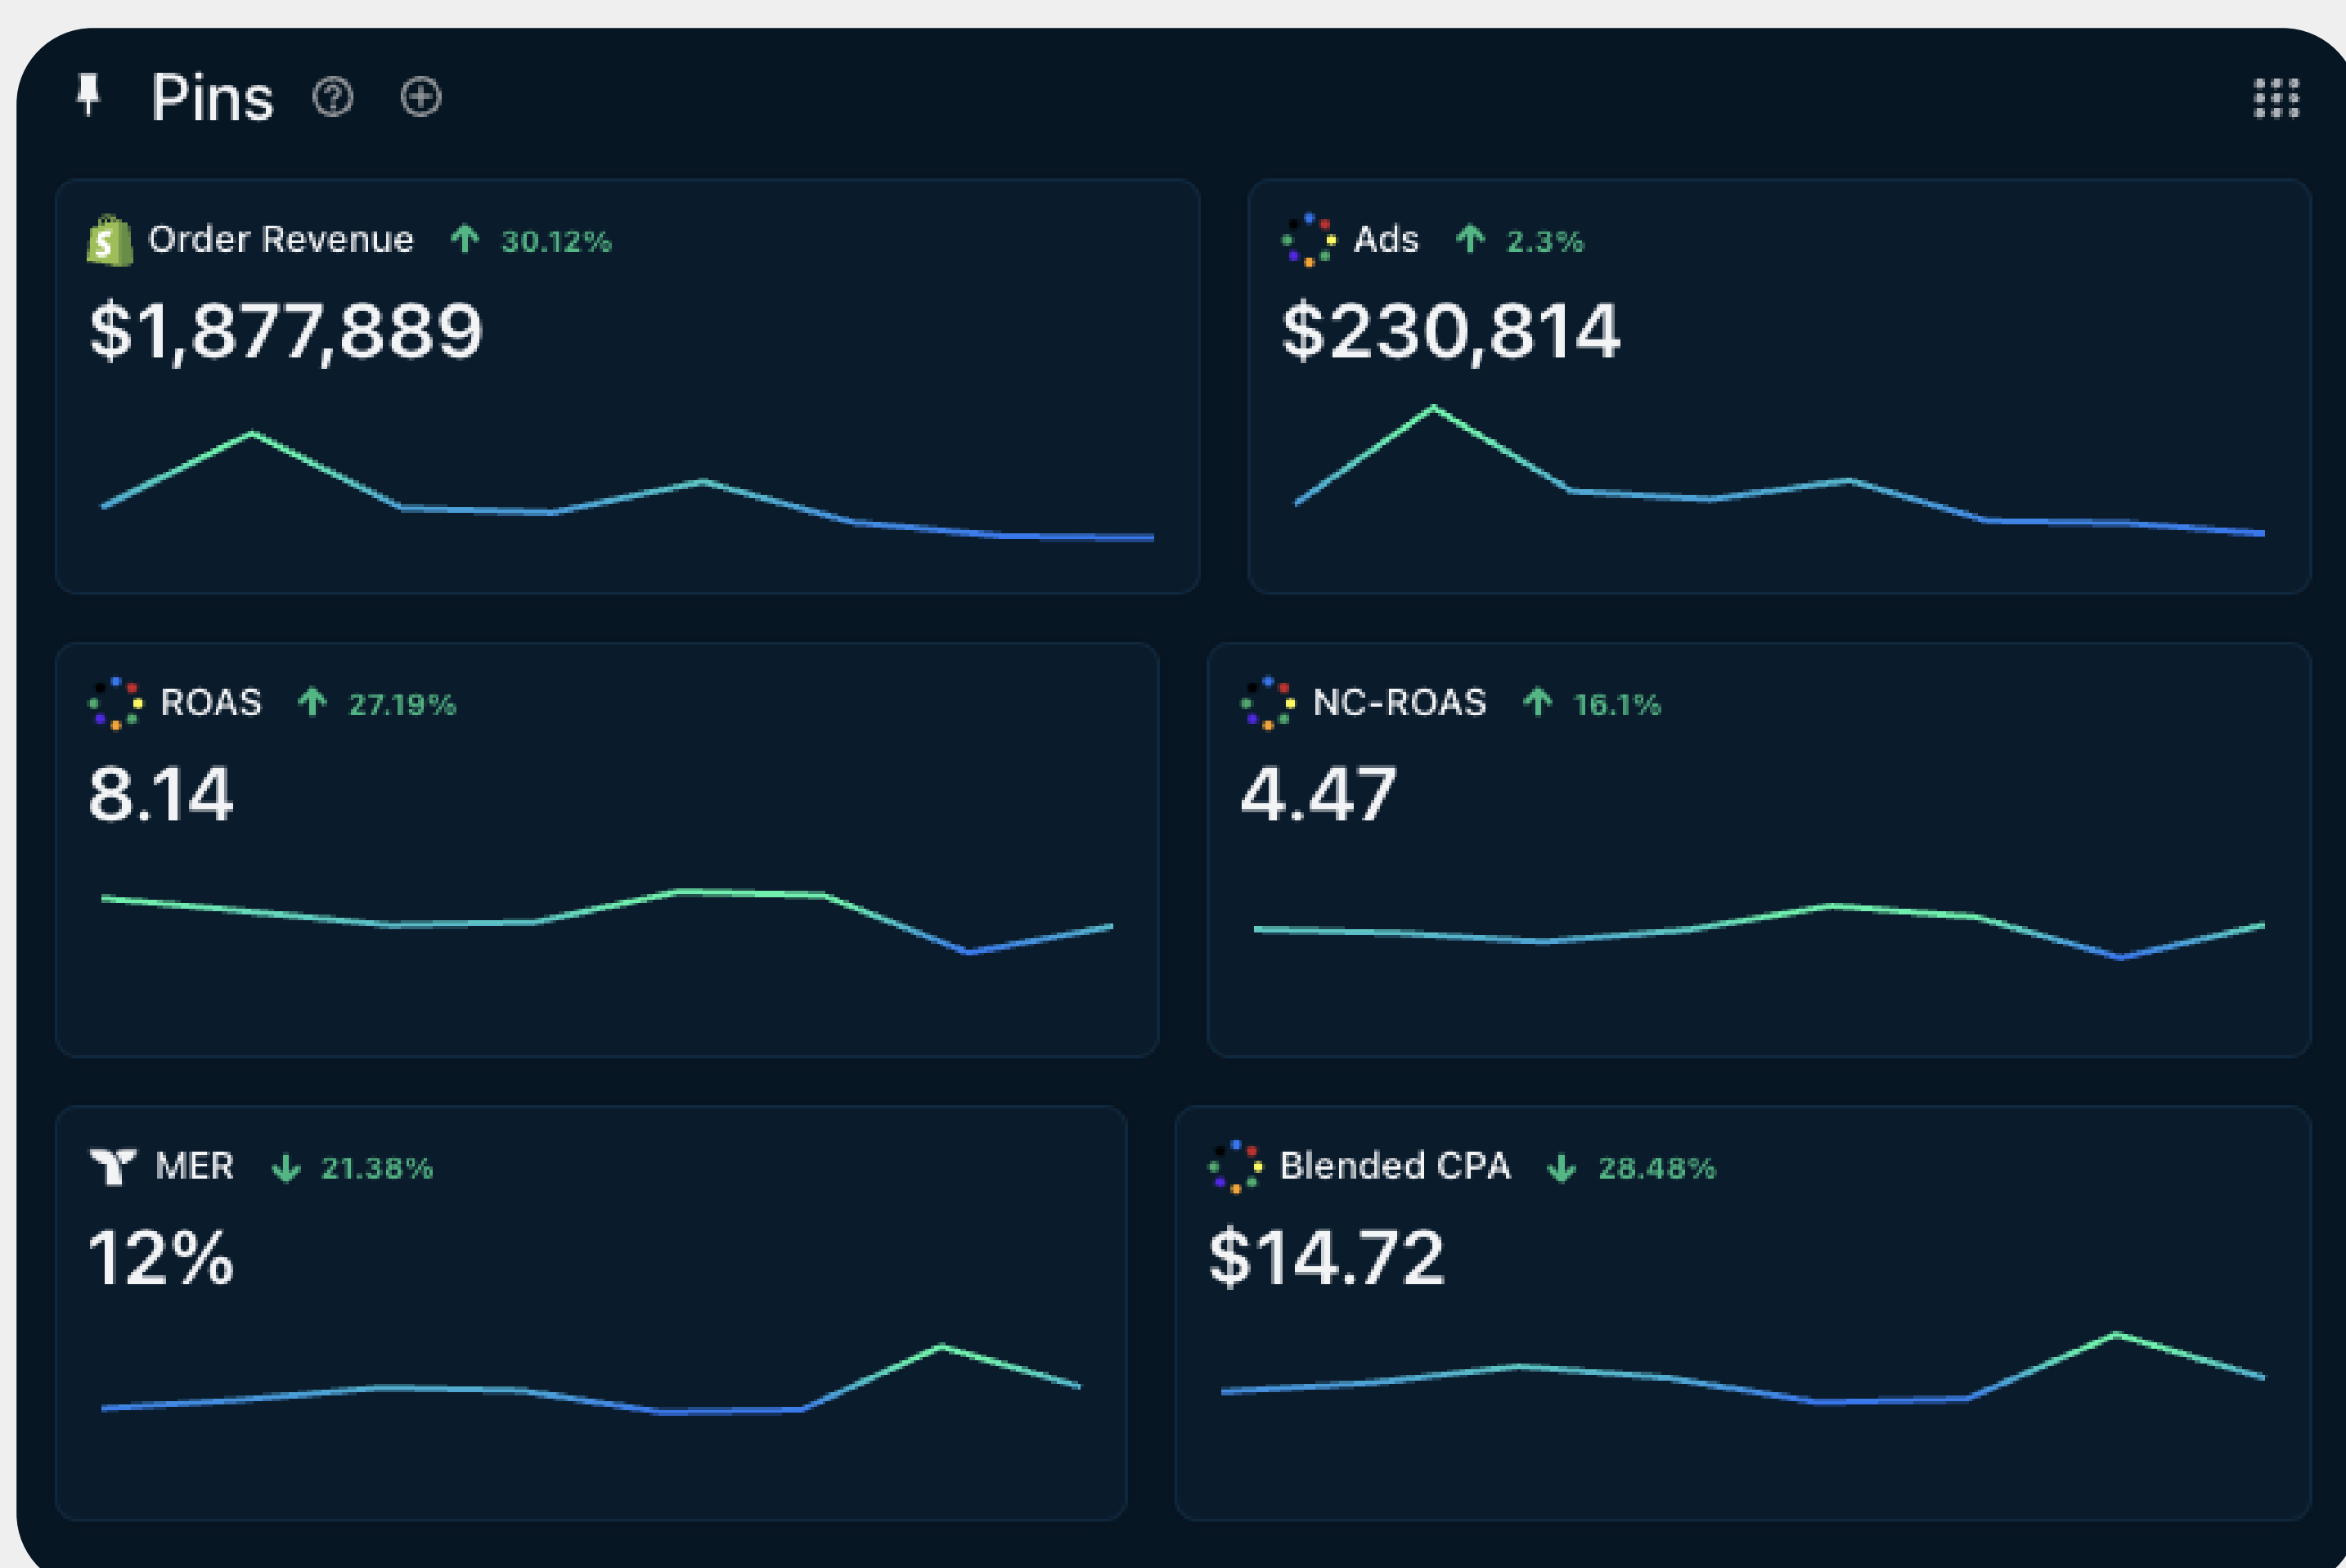 Pins
Order Revenue 30.12%
$1,877,889
Ads 2.3%
$230,814
ROAS 27.19%
8.14
NC-ROAS 16.1%
4.47
MER 21.38%
12%
Blended CPA 28.48%
$14.72